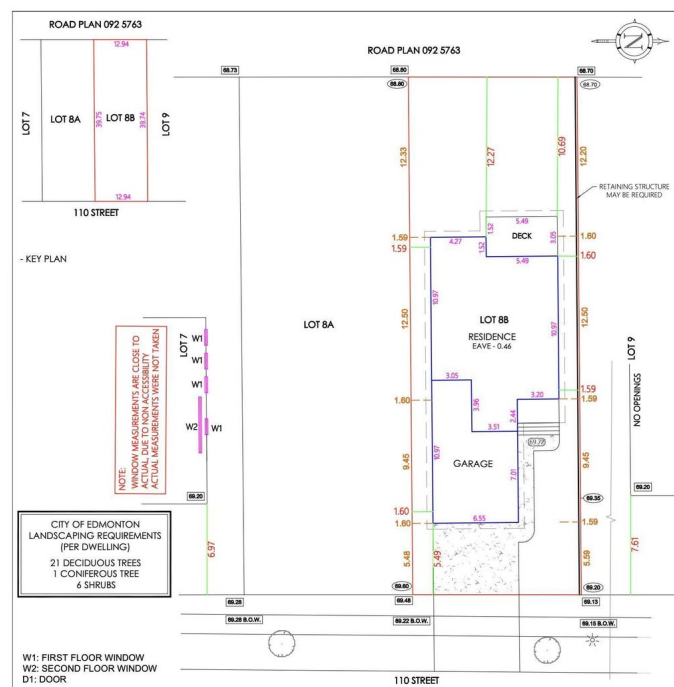 ROAD PLAN 092 5763
12.94
LOT 7
LOT 8A
39.75
LOT 8B
39.74
LOT 9
12.94
110 STREET
- KEY PLAN
ROAD PLAN 092 5763
N
68.73
68.80
68.80
68.70
68.70
12.33
12.27
10.69
12.20
RETAINING STRUCTURE
MAY BE REQUIRED
5.49
1.52
DECK
3.05
1.59
1.59
4.27
1.52
5.49
1.60
1.60
LOT 8A
12.50
10.97
LOT 8B
RESIDENCE
EAVE - 0.46
10.97
12.50
LOT 7
W1
W1
W1
W2
W1
NOTE:
WINDOW MEASUREMENTS ARE CLOSE TO
ACTUAL, DUE TO NON ACCESSIBILITY
ACTUAL MEASUREMENTS WERE NOT TAKEN
LOT 9
NO OPENINGS
3.05
3.96
3.20
1.59
1.59
1.60
2.44
3.51
69.72
9.45
10.97
GARAGE
7.01
9.45
69.20
69.35
69.20
1.60
1.60
6.55
1.59
CITY OF EDMONTON
LANDSCAPING REQUIREMENTS
(PER DWELLING)
21 DECIDUOUS TREES
1 CONIFEROUS TREE
6 SHRUBS
6.97
5.48
5.49
5.59
7.61
69.60
69.20
69.28
69.48
69.13
69.28 B.O.W.
69.22 B.O.W.
69.15 B.O.W.
W1: FIRST FLOOR WINDOW
W2: SECOND FLOOR WINDOW
D1: DOOR
110 STREET